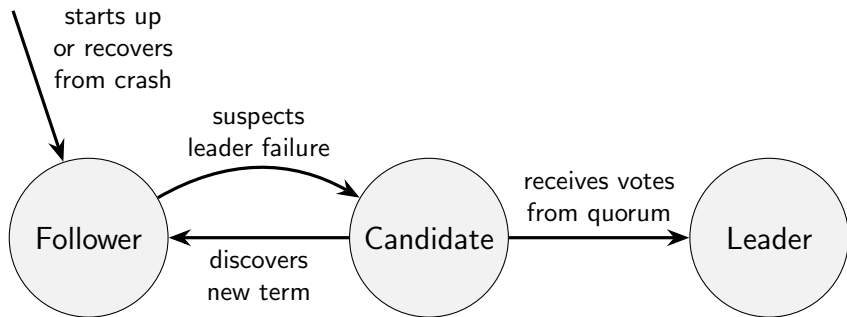 starts up
or recovers
from crash
suspects
leader failure
receives votes
from quorum
Follower
Candidate
Leader
discovers
new term